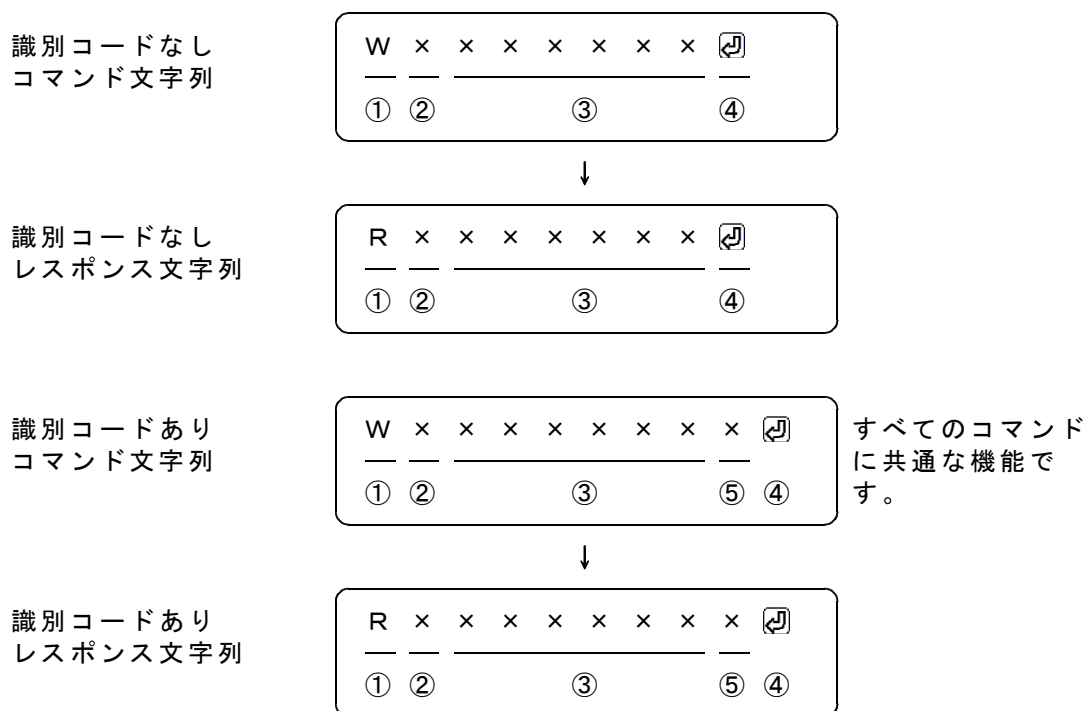 識別コードなし
コマンド文字列
W × × × × × × × ⏎
① ② ③ ④
↓
識別コードなし
レスポンス文字列
R × × × × × × × ⏎
① ② ③ ④
識別コードあり
コマンド文字列
W × × × × × × × × ⏎
① ② ③ ⑤ ④
すべてのコマンド
に共通な機能で
す。
↓
識別コードあり
レスポンス文字列
R × × × × × × × × ⏎
① ② ③ ⑤ ④